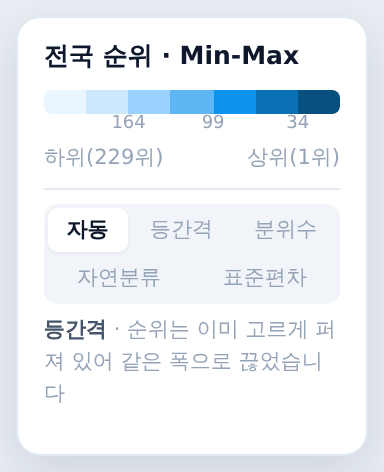 전국 순위 · Min-Max
164 99 34
하위(229위) 상위(1위)
자동 등간격 분위수
자연분류 표준편차
등간격 · 순위는 이미 고르게 퍼
져 있어 같은 폭으로 끊었습니
다